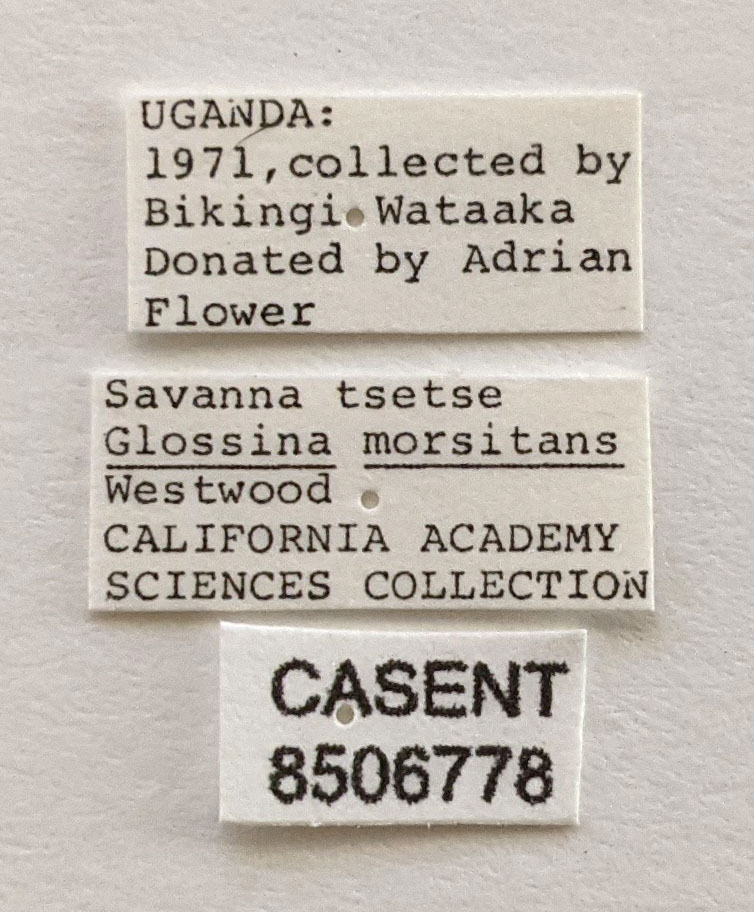 UGANDA:
1971,collected by
Bikingi Wataaka
Donated by Adrian
Flower
Savanna tsetse
Glossina morsitans
Westwood
CALIFORNIA ACADEMY
SCIENCES COLLECTION
CASENT
8506778